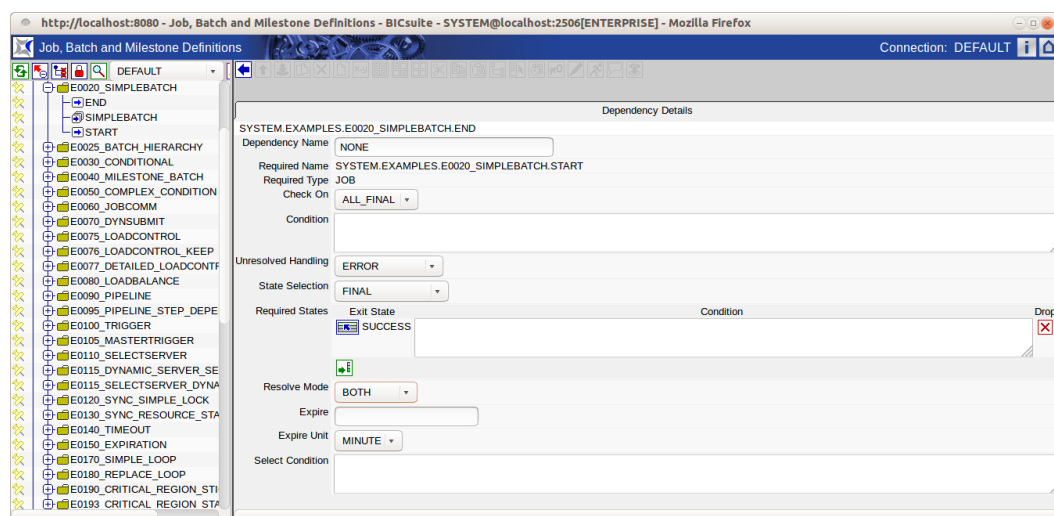 http://localhost:8080 - Job, Batch and Milestone Definitions - BICsuite - SYSTEM@localhost:2506[ENTERPRISE] - Mozilla Firefox
Job, Batch and Milestone Definitions
Connection: DEFAULT
DEFAULT
E0020_SIMPLEBATCH
END
SIMPLEBATCH
START
E0025_BATCH_HIERARCHY
E0030_CONDITIONAL
E0040_MILESTONE_BATCH
E0050_COMPLEX_CONDITION
E0060_JOBCOMM
E0070_DYNSUBMIT
E0075_LOADCONTROL
E0076_LOADCONTROL_KEEP
E0077_DETAILED_LOADCONTR
E0080_LOADBALANCE
E0090_PIPELINE
E0095_PIPELINE_STEP_DEPE
E0100_TRIGGER
E0105_MASTERTRIGGER
E0110_SELECTSERVER
E0115_DYNAMIC_SERVER_SE
E0115_SELECTSERVER_DYNA
E0120_SYNC_SIMPLE_LOCK
E0130_SYNC_RESOURCE_STA
E0140_TIMEOUT
E0150_EXPIRATION
E0170_SIMPLE_LOOP
E0180_REPLACE_LOOP
E0190_CRITICAL_REGION_STI
E0193_CRITICAL_REGION_STA
Dependency Details
SYSTEM.EXAMPLES.E0020_SIMPLEBATCH.END
Dependency Name NONE
Required Name SYSTEM.EXAMPLES.E0020_SIMPLEBATCH.START
Required Type JOB
Check On ALL_FINAL
Condition
Unresolved Handling ERROR
State Selection FINAL
Required States Exit State Condition Drop
SUCCESS
Resolve Mode BOTH
Expire
Expire Unit MINUTE
Select Condition